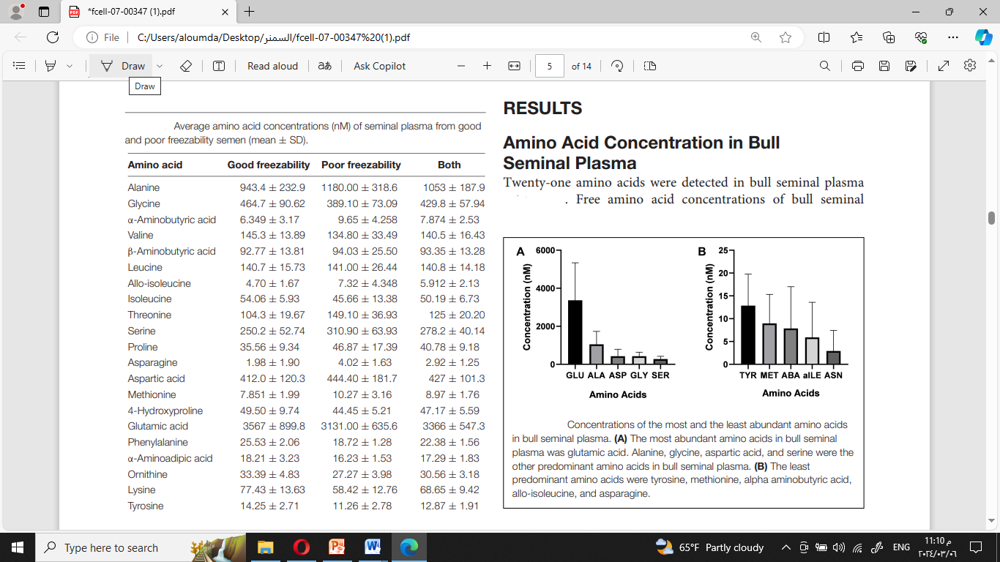 *fcell-07-00347 (1).pdf
File
C:/Users/aloumda/Desktop/السمنر/fcell-07-00347%20(1).pdf
Draw
Read aloud
aあ
Ask Copilot
5
of 14
Draw
Average amino acid concentrations (nM) of seminal plasma from good
and poor freezability semen (mean ± SD).
Amino acid Good freezability Poor freezability Both
Alanine 943.4 ± 232.9 1180.00 ± 318.6 1053 ± 187.9
Glycine 464.7 ± 90.62 389.10 ± 73.09 429.8 ± 57.94
α-Aminobutyric acid 6.349 ± 3.17 9.65 ± 4.258 7.874 ± 2.53
Valine 145.3 ± 13.89 134.80 ± 33.49 140.5 ± 16.43
β-Aminobutyric acid 92.77 ± 13.81 94.03 ± 25.50 93.35 ± 13.28
Leucine 140.7 ± 15.73 141.00 ± 26.44 140.8 ± 14.18
Allo-isoleucine 4.70 ± 1.67 7.32 ± 4.348 5.912 ± 2.13
Isoleucine 54.06 ± 5.93 45.66 ± 13.38 50.19 ± 6.73
Threonine 104.3 ± 19.67 149.10 ± 36.93 125 ± 20.20
Serine 250.2 ± 52.74 310.90 ± 63.93 278.2 ± 40.14
Proline 35.56 ± 9.34 46.87 ± 17.39 40.78 ± 9.18
Asparagine 1.98 ± 1.90 4.02 ± 1.63 2.92 ± 1.25
Aspartic acid 412.0 ± 120.3 444.40 ± 181.7 427 ± 101.3
Methionine 7.851 ± 1.99 10.27 ± 3.16 8.97 ± 1.76
4-Hydroxyproline 49.50 ± 9.74 44.45 ± 5.21 47.17 ± 5.59
Glutamic acid 3567 ± 899.8 3131.00 ± 635.6 3366 ± 547.3
Phenylalanine 25.53 ± 2.06 18.72 ± 1.28 22.38 ± 1.56
α-Aminoadipic acid 18.21 ± 3.23 16.23 ± 1.53 17.29 ± 1.83
Ornithine 33.39 ± 4.83 27.27 ± 3.98 30.56 ± 3.18
Lysine 77.43 ± 13.63 58.42 ± 12.76 68.65 ± 9.42
Tyrosine 14.25 ± 2.71 11.26 ± 2.78 12.87 ± 1.91
RESULTS
Amino Acid Concentration in Bull
Seminal Plasma
Twenty-one amino acids were detected in bull seminal plasma
. Free amino acid concentrations of bull seminal
A
Concentration (nM)
6000
4000
2000
0
GLU ALA ASP GLY SER
Amino Acids
B
Concentration (nM)
25
20
15
10
5
0
TYR MET ABA aILE ASN
Amino Acids
Concentrations of the most and the least abundant amino acids
in bull seminal plasma. (A) The most abundant amino acids in bull seminal
plasma was glutamic acid. Alanine, glycine, aspartic acid, and serine were the
other predominant amino acids in bull seminal plasma. (B) The least
predominant amino acids were tyrosine, methionine, alpha aminobutyric acid,
allo-isoleucine, and asparagine.
Type here to search
65°F Partly cloudy
ENG
11:10 م
٢٠٢٤/٠٣/٠٦